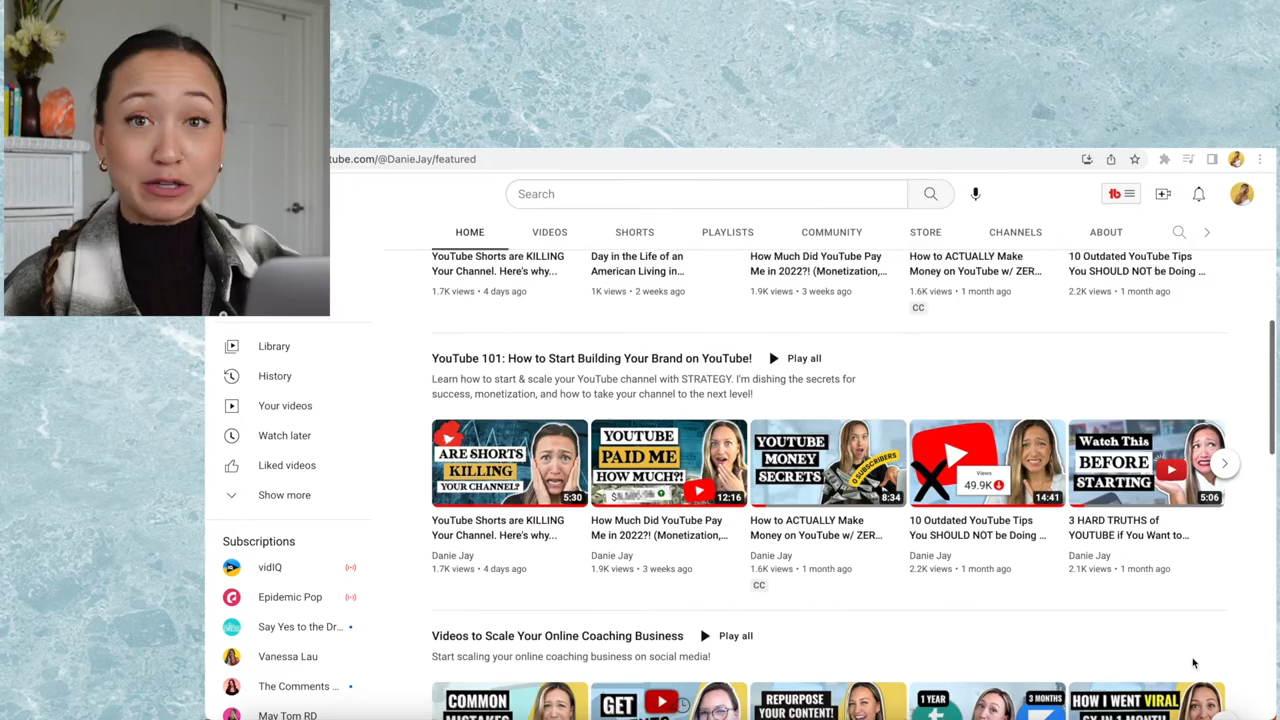 tube.com/@DanieJay/featured
Search
HOME VIDEOS SHORTS PLAYLISTS COMMUNITY STORE CHANNELS ABOUT
YouTube Shorts are KILLING
Your Channel. Here's why...
1.7K views • 4 days ago
Day in the Life of an
American Living in...
1K views • 2 weeks ago
How Much Did YouTube Pay
Me in 2022?! (Monetization,...
1.9K views • 3 weeks ago
How to ACTUALLY Make
Money on YouTube w/ ZER...
1.6K views • 1 month ago
CC
10 Outdated YouTube Tips
You SHOULD NOT be Doing ...
2.2K views • 1 month ago
Library
History
Your videos
Watch later
Liked videos
Show more
Subscriptions
vidIQ
Epidemic Pop
Say Yes to the Dr...
Vanessa Lau
The Comments ...
May Tom RD
YouTube 101: How to Start Building Your Brand on YouTube! Play all
Learn how to start & scale your YouTube channel with STRATEGY. I'm dishing the secrets for
success, monetization, and how to take your channel to the next level!
ARE SHORTS
KILLING
YOUR CHANNEL?
5:30
YouTube Shorts are KILLING
Your Channel. Here's why...
Danie Jay
1.7K views • 4 days ago
YOUTUBE
PAID ME
HOW MUCH?!
12:16
How Much Did YouTube Pay
Me in 2022?! (Monetization,...
Danie Jay
1.9K views • 3 weeks ago
YOUTUBE
MONEY
SECRETS
0 SUBSCRIBERS
8:34
How to ACTUALLY Make
Money on YouTube w/ ZER...
Danie Jay
1.6K views • 1 month ago
CC
Views
49.9K
14:41
10 Outdated YouTube Tips
You SHOULD NOT be Doing ...
Danie Jay
2.2K views • 1 month ago
Watch This
BEFORE
STARTING
5:06
3 HARD TRUTHS of
YOUTUBE if You Want to...
Danie Jay
2.1K views • 1 month ago
Videos to Scale Your Online Coaching Business Play all
Start scaling your online coaching business on social media!
COMMON
GET
REPURPOSE
YOUR CONTENT!
1 YEAR
3 MONTHS
HOW I WENT VIRAL